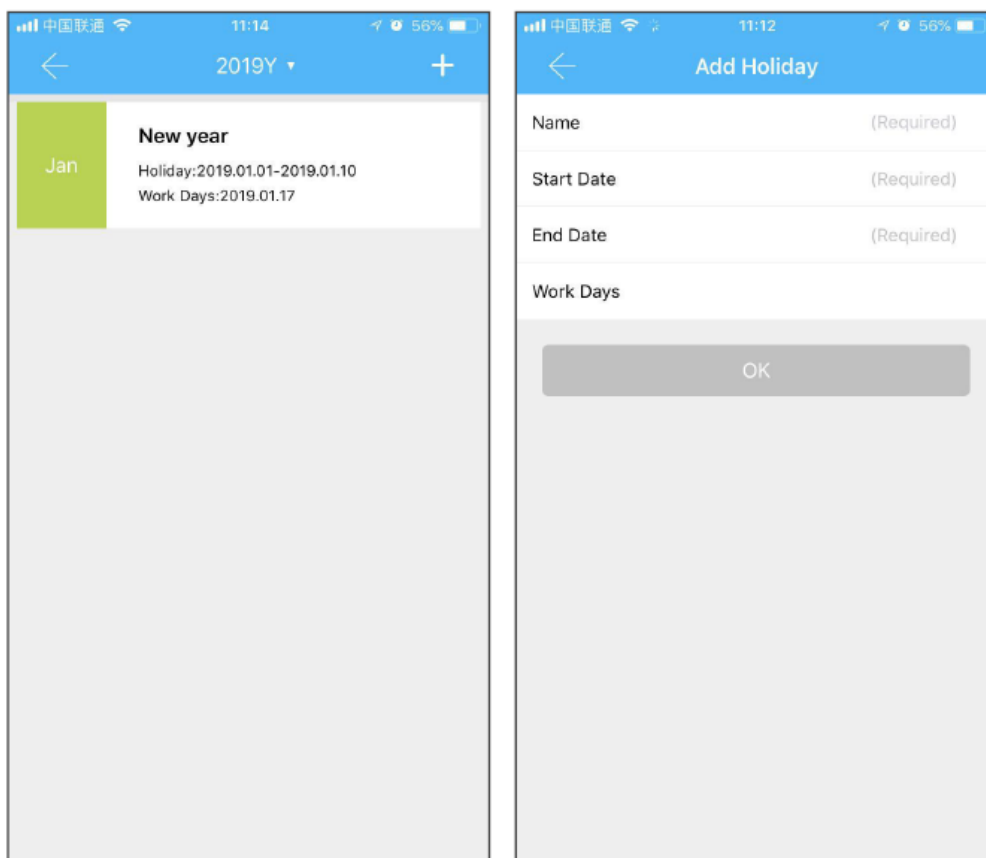 中国联通 11:14 56%
2019Y
Jan
New year
Holiday:2019.01.01-2019.01.10
Work Days:2019.01.17
中国联通 11:12 56%
Add Holiday
Name (Required)
Start Date (Required)
End Date (Required)
Work Days
OK